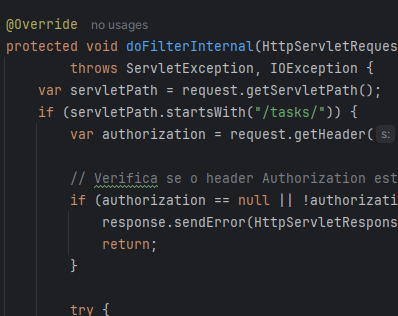 @Override no usages
protected void doFilterInternal(HttpServletReques
throws ServletException, IOException {
var servletPath = request.getServletPath();
if (servletPath.startsWith("/tasks/")) {
var authorization = request.getHeader( s:
// Verifica se o header Authorization est
if (authorization == null || !authorizati
response.sendError(HttpServletRespons
return;
}
try {